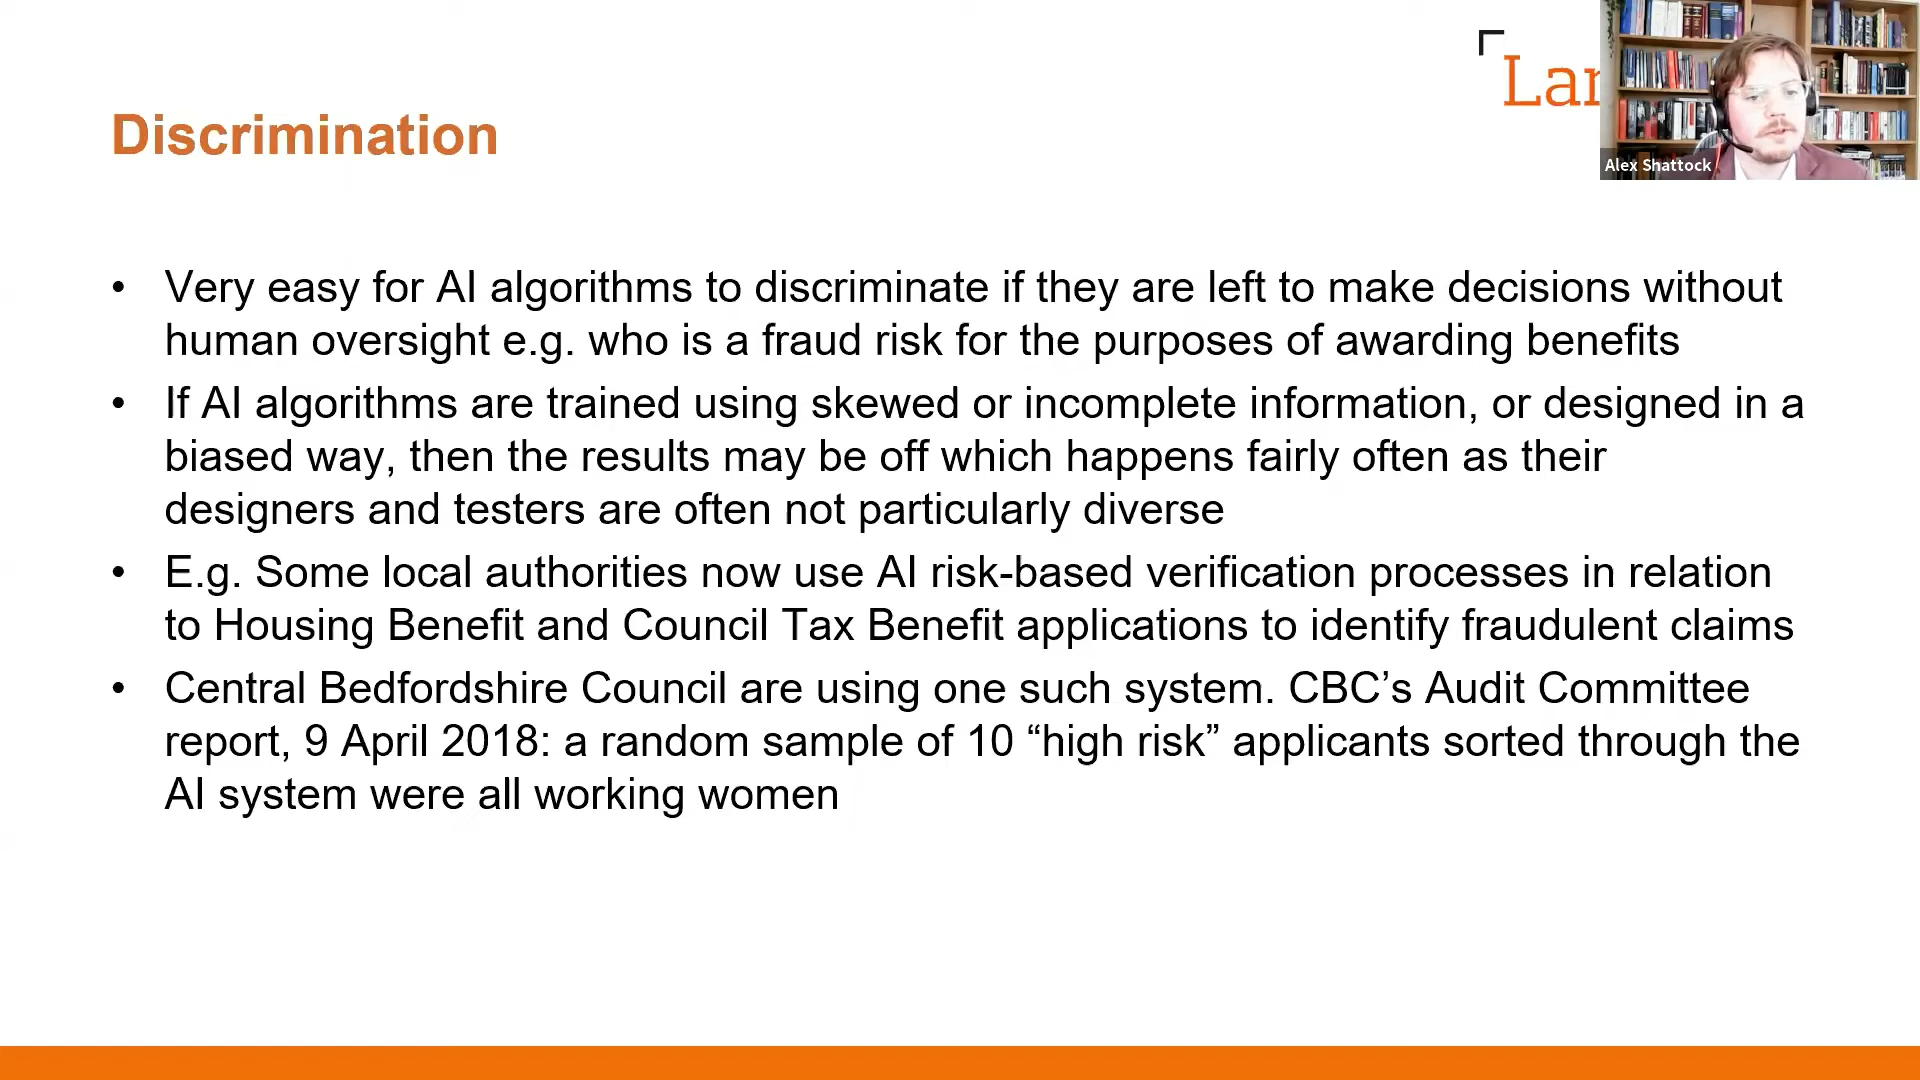 Lan
Alex Shattock
Discrimination
• Very easy for AI algorithms to discriminate if they are left to make decisions without
human oversight e.g. who is a fraud risk for the purposes of awarding benefits
• If AI algorithms are trained using skewed or incomplete information, or designed in a
biased way, then the results may be off which happens fairly often as their
designers and testers are often not particularly diverse
• E.g. Some local authorities now use AI risk-based verification processes in relation
to Housing Benefit and Council Tax Benefit applications to identify fraudulent claims
• Central Bedfordshire Council are using one such system. CBC’s Audit Committee
report, 9 April 2018: a random sample of 10 “high risk” applicants sorted through the
AI system were all working women